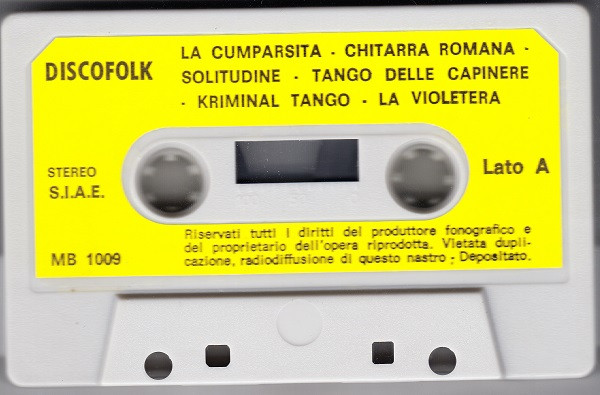 DISCOFOLK
LA CUMPARSITA - CHITARRA ROMANA -
SOLITUDINE - TANGO DELLE CAPINERE
- KRIMINAL TANGO - LA VIOLETERA
STEREO
S.I.A.E.
Lato A
MB 1009
Riservati tutti i diritti del produttore fonografico e
del proprietario dell'opera riprodotta. Vietata dupli-
cazione, radiodiffusione di questo nastro - Depositato.